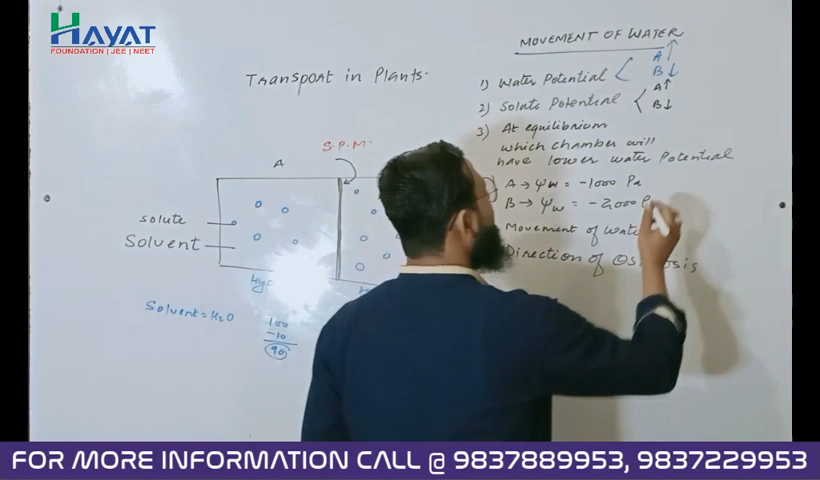 HAYAT
FOUNDATION | JEE | NEET
MOVEMENT OF WATER
Transport in Plants.
1) Water Potential A ↑
B ↓
2) Solute Potential A ↑
B ↓
3) At equilibrium
which chamber will
have lower water Potential
S.P.M.
A
A → ψw = -1000 Pa
B → ψw = -2000 P
Movement of
Direction of
solute
Solvent
Solvent = H2O
100
-10
90
FOR MORE INFORMATION CALL @ 9837889953, 9837229953